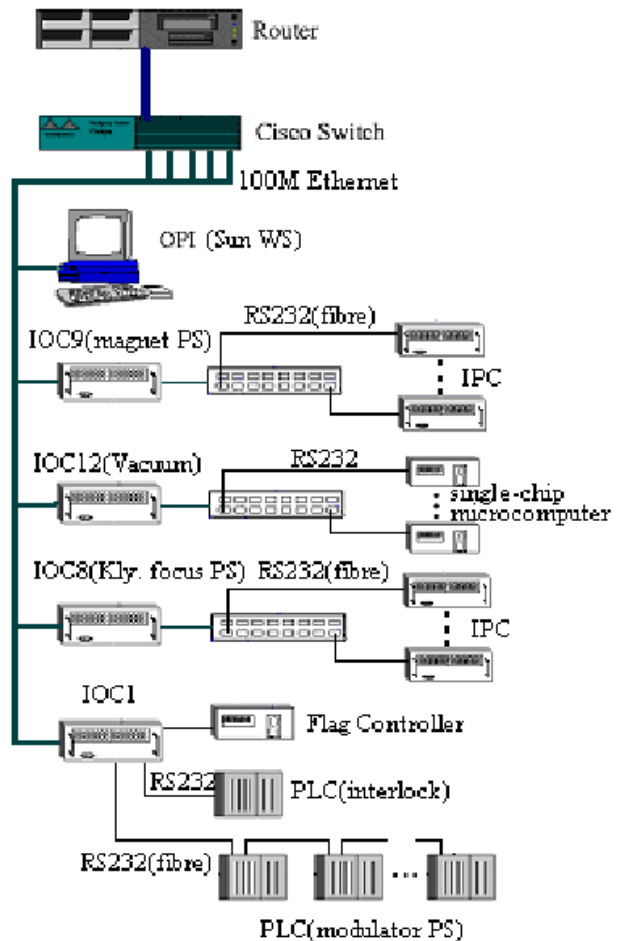 Router
Cisco Switch
100M Ethernet
OPI (Sun WS)
RS232(fibre)
IOC9(magnet PS)
IPC
IOC12(Vacuum)
RS232
single-chip
microcomputer
IOC8(Kly. focus PS)
RS232(fibre)
IPC
IOC1
Flag Controller
RS232
PLC(interlock)
RS232(fibre)
PLC(modulator PS)